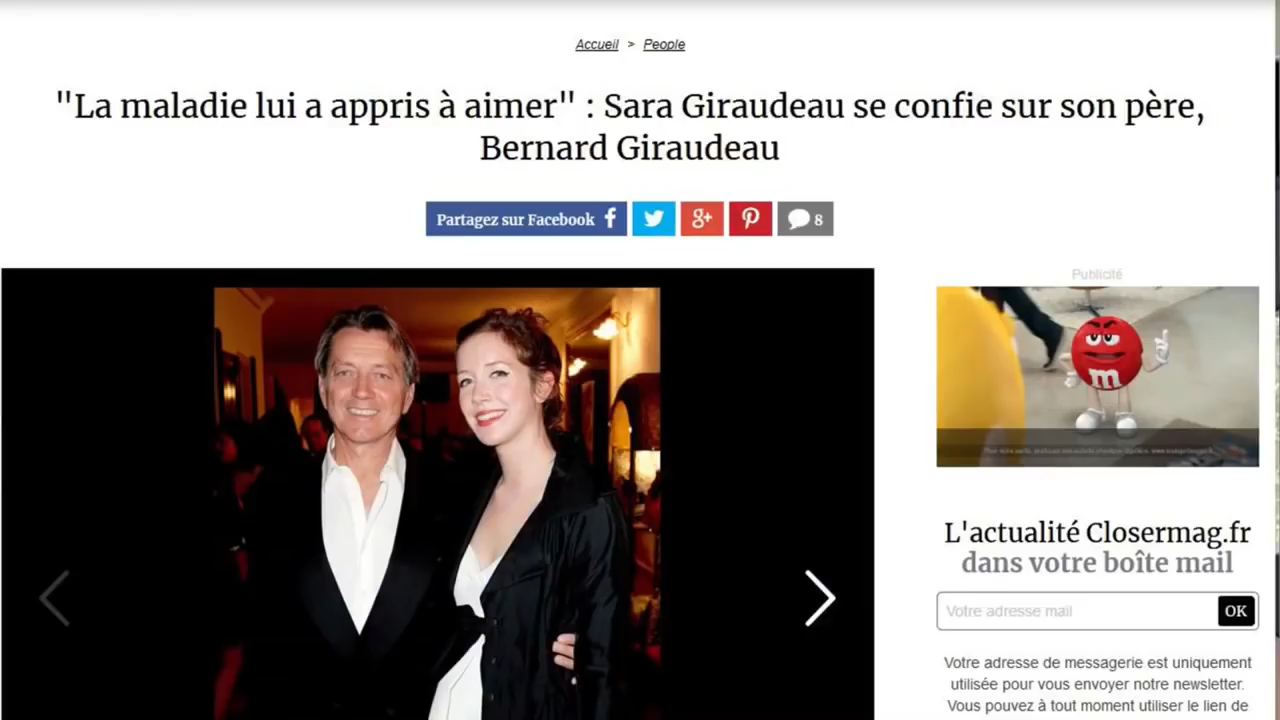 Accueil > People
"La maladie lui a appris à aimer" : Sara Giraudeau se confie sur son père,
Bernard Giraudeau
Partagez sur Facebook f g+ 8
Publicité
m
L'actualité Closermag.fr
dans votre boîte mail
Votre adresse mail OK
Votre adresse de messagerie est uniquement
utilisée pour vous envoyer notre newsletter.
Vous pouvez à tout moment utiliser le lien de